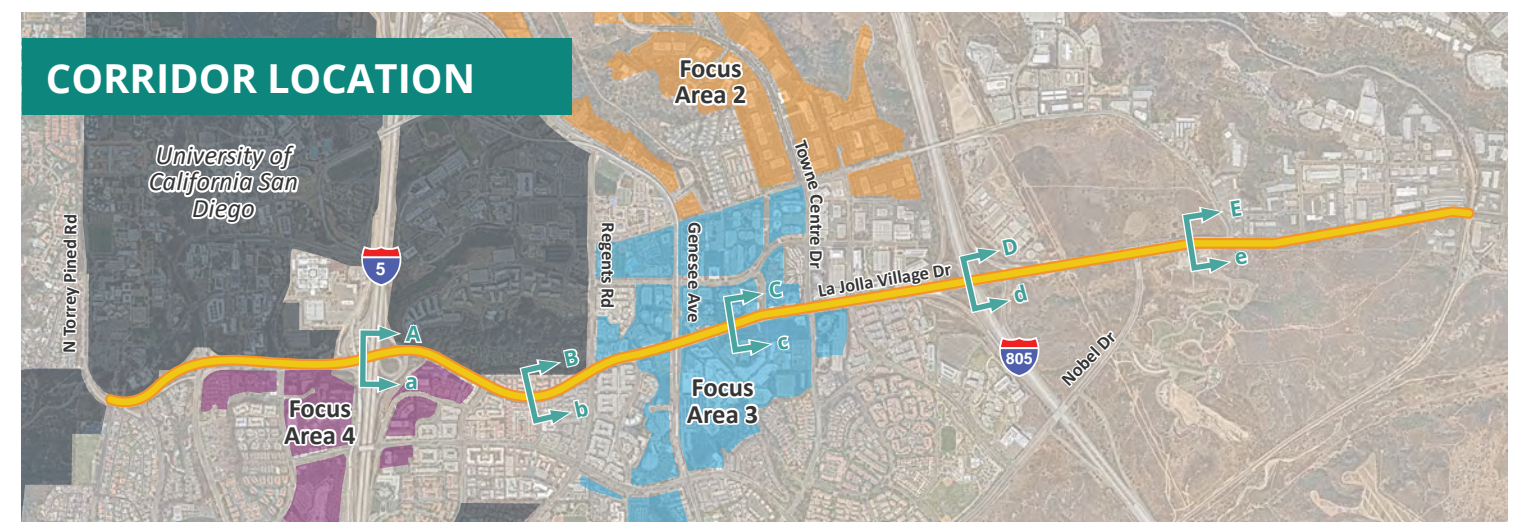 CORRIDOR LOCATION
Focus
Area 2
University of
California San
Diego
Towne Centre Dr
N Torrey Pined Rd
5
Regents Rd
Genesee Ave
La Jolla Village Dr
A
a
B
b
C
c
D
d
E
e
805
Nobel Dr
Focus
Area 3
Focus
Area 4